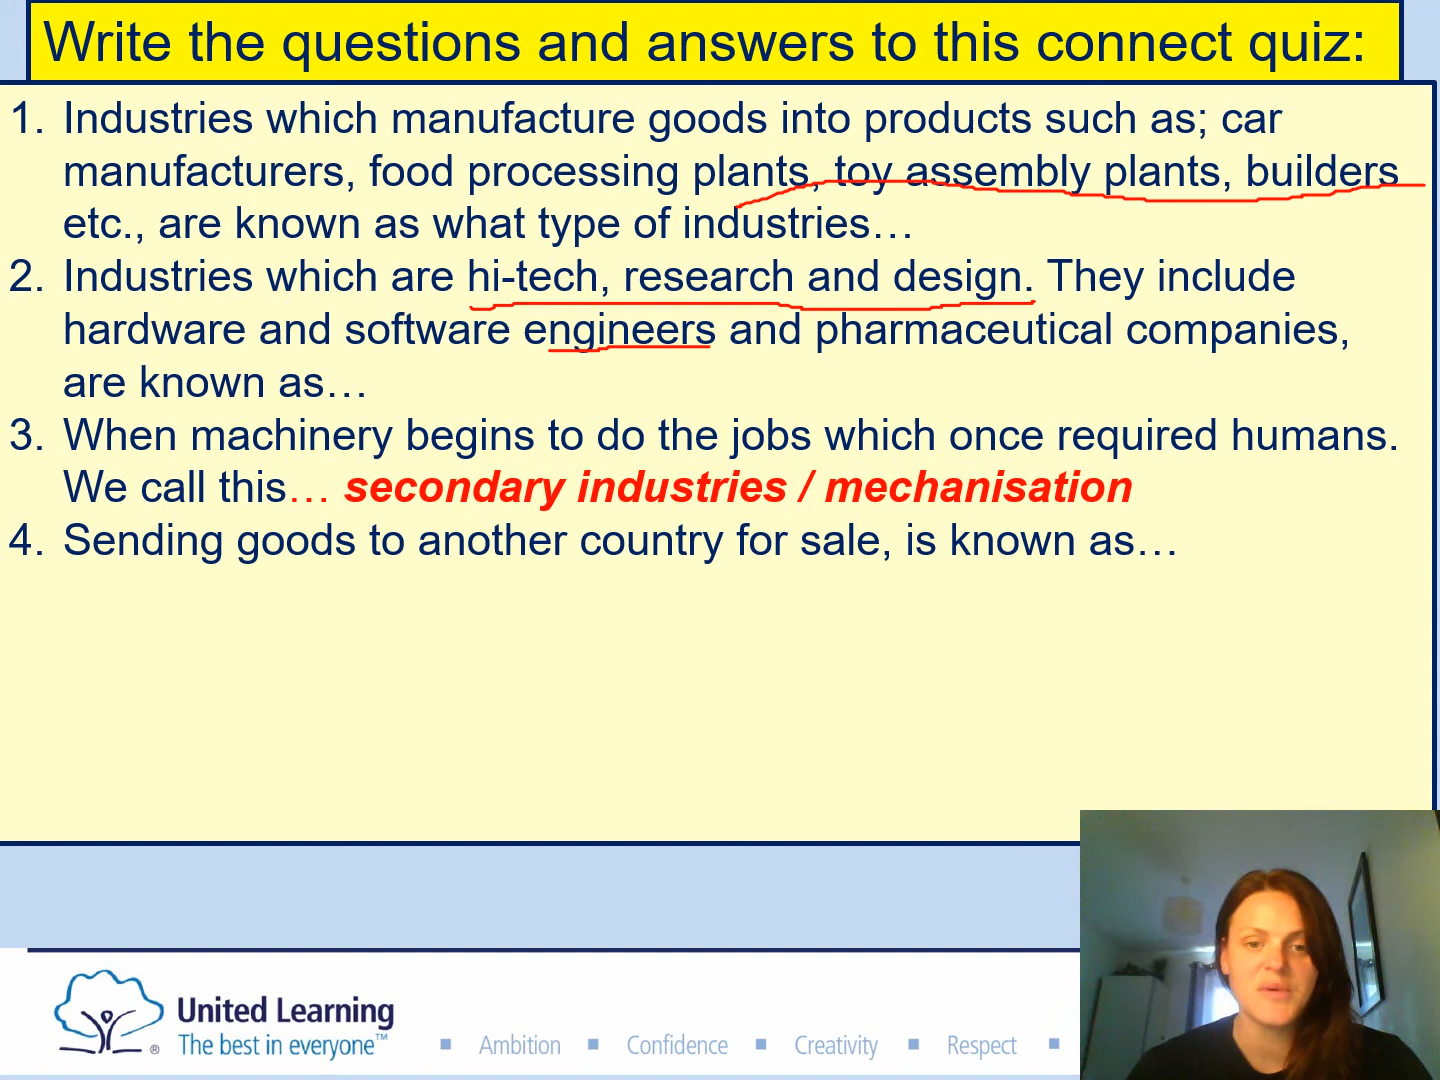 Write the questions and answers to this connect quiz:
1. Industries which manufacture goods into products such as; car
manufacturers, food processing plants, toy assembly plants, builders
etc., are known as what type of industries…
2. Industries which are hi-tech, research and design. They include
hardware and software engineers and pharmaceutical companies,
are known as…
3. When machinery begins to do the jobs which once required humans.
We call this… secondary industries / mechanisation
4. Sending goods to another country for sale, is known as…
United Learning
The best in everyone™
®
■ Ambition ■ Confidence ■ Creativity ■ Respect ■